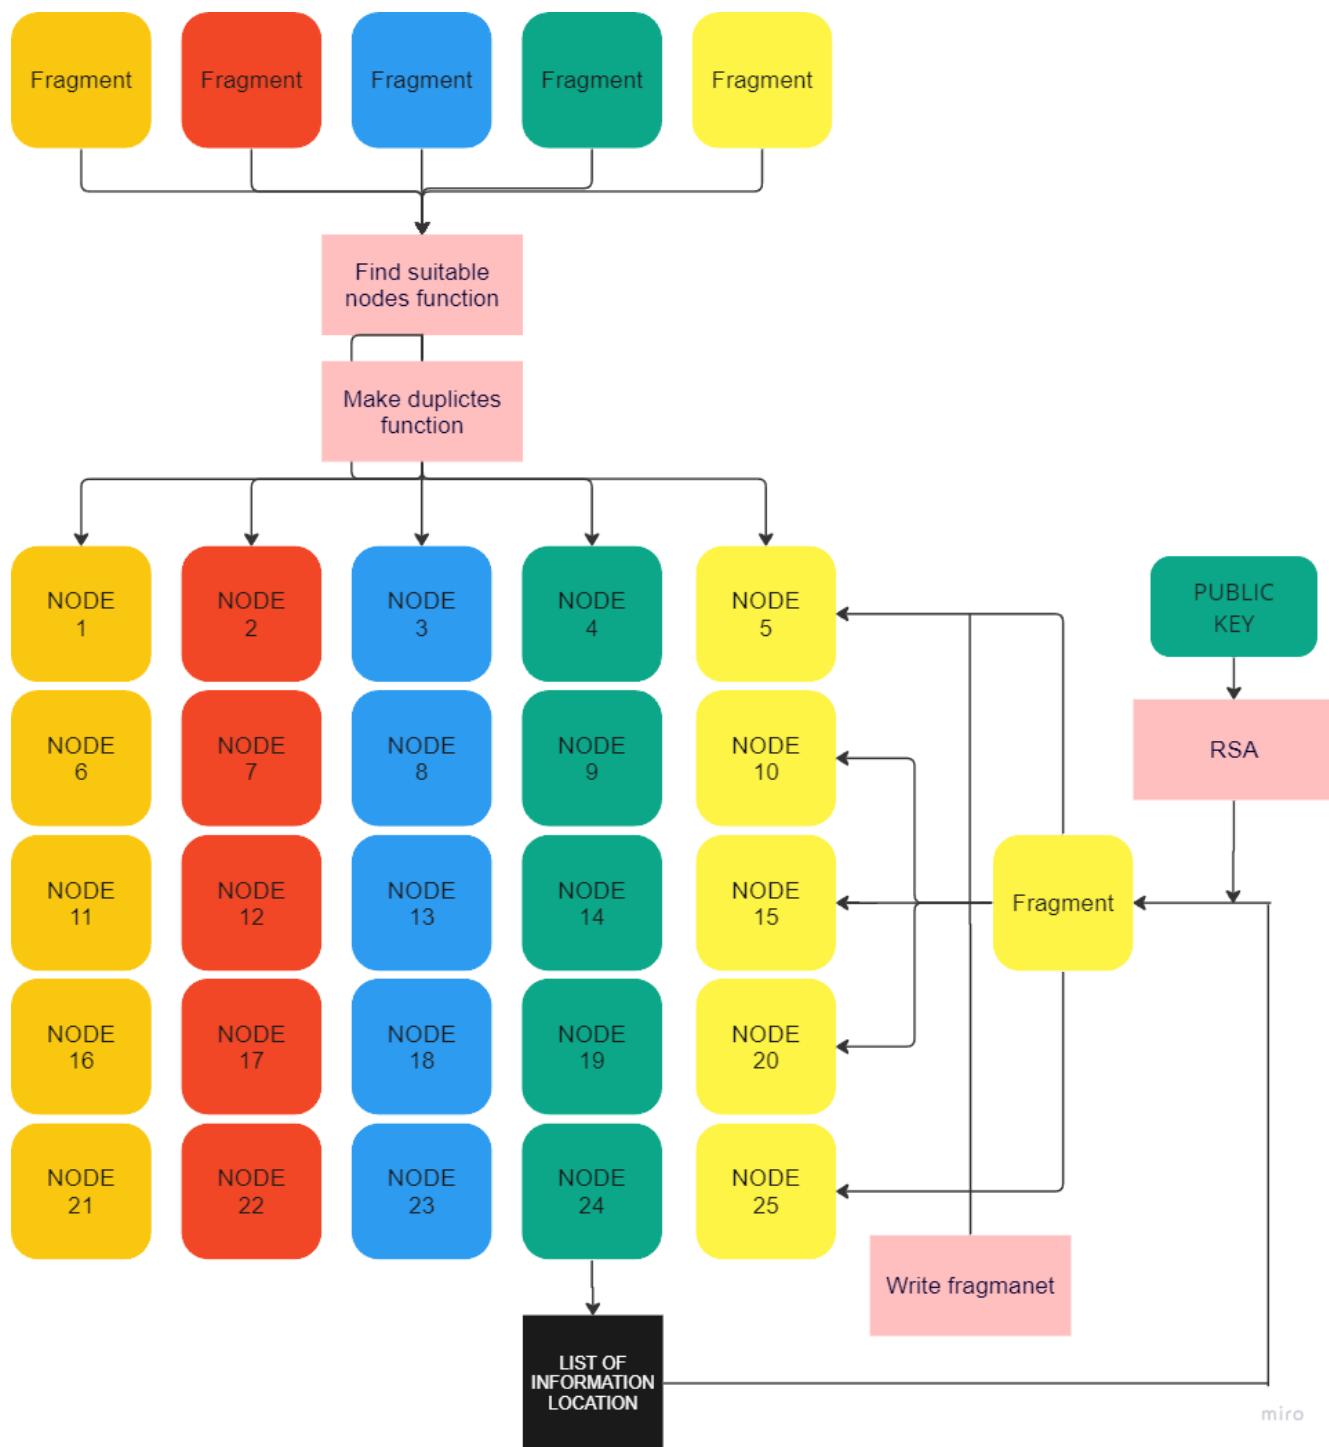 Fragment
Fragment
Fragment
Fragment
Fragment
Find suitable
nodes function
Make duplictes
function
NODE
1
NODE
2
NODE
3
NODE
4
NODE
5
PUBLIC
KEY
NODE
6
NODE
7
NODE
8
NODE
9
NODE
10
RSA
NODE
11
NODE
12
NODE
13
NODE
14
NODE
15
Fragment
NODE
16
NODE
17
NODE
18
NODE
19
NODE
20
NODE
21
NODE
22
NODE
23
NODE
24
NODE
25
Write fragmanet
LIST OF
INFORMATION
LOCATION
miro